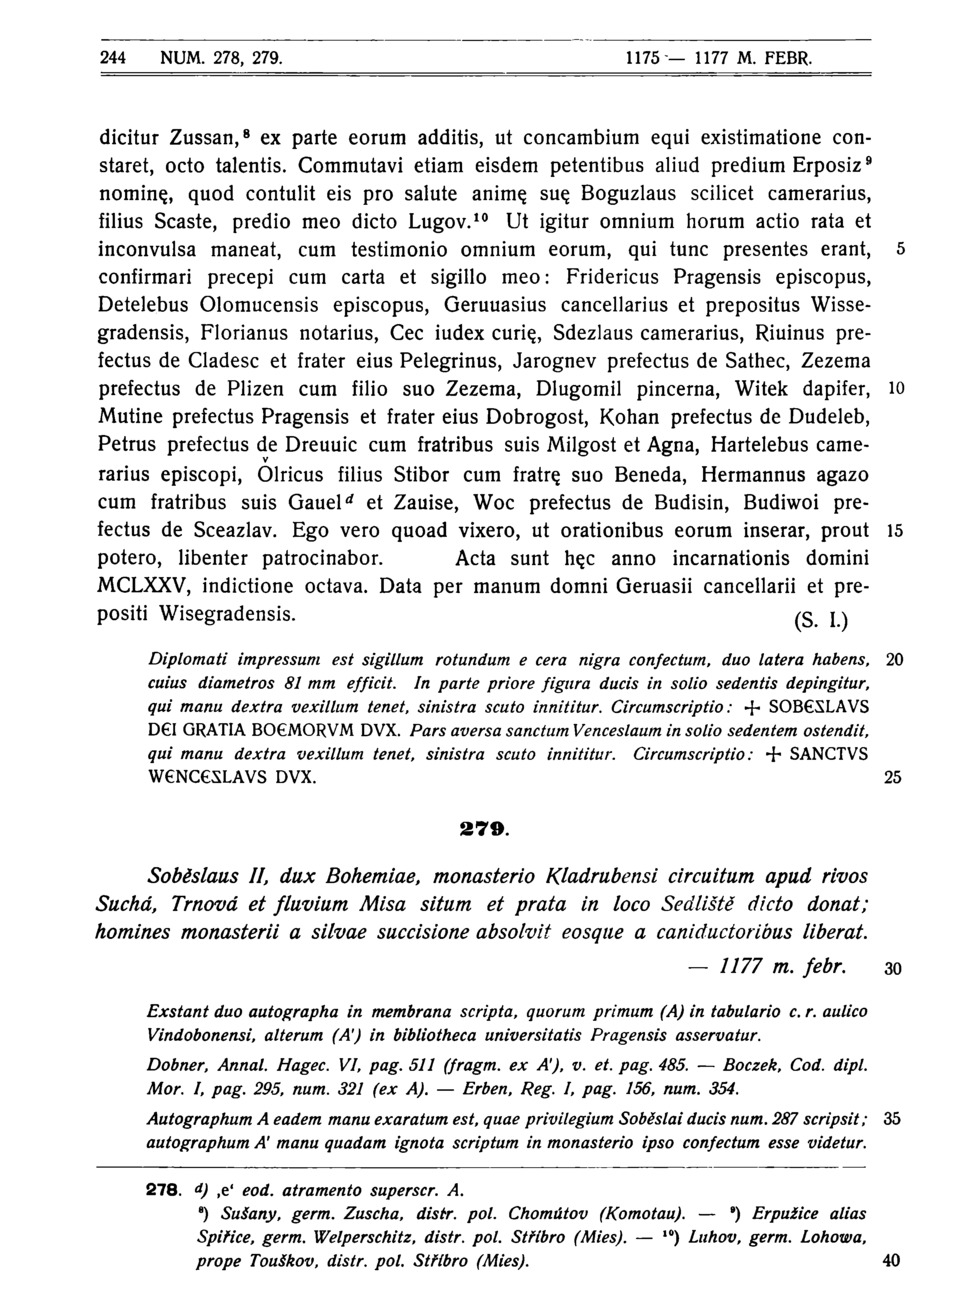 244 NUM. 278, 279. 1175 — 1177 M. FEBR.
dicitur Zussan,⁸ ex parte eorum additis, ut concambium equi existimatione con-
staret, octo talentis. Commutavi etiam eisdem petentibus aliud predium Erposiz⁹
nominę, quod contulit eis pro salute animę suę Boguzlaus scilicet camerarius,
filius Scaste, predio meo dicto Lugov.¹⁰ Ut igitur omnium horum actio rata et
inconvulsa maneat, cum testimonio omnium eorum, qui tunc presentes erant, 5
confirmari precepi cum carta et sigillo meo: Fridericus Pragensis episcopus,
Detelebus Olomucensis episcopus, Geruuasius cancellarius et prepositus Wisse-
gradensis, Florianus notarius, Cec iudex curię, Sdezlaus camerarius, Riuinus pre-
fectus de Cladesc et frater eius Pelegrinus, Jarognev prefectus de Sathec, Zezema
prefectus de Plizen cum filio suo Zezema, Dlugomil pincerna, Witek dapifer, 10
Mutine prefectus Pragensis et frater eius Dobrogost, Kohan prefectus de Dudeleb,
Petrus prefectus de Dreuuic cum fratribus suis Milgost et Agna, Hartelebus came-
rarius episcopi, Oͮlricus filius Stibor cum fratrę suo Beneda, Hermannus agazo
cum fratribus suis Gauelᵈ et Zauise, Woc prefectus de Budisin, Budiwoi pre-
fectus de Sceazlav. Ego vero quoad vixero, ut orationibus eorum inserar, prout 15
potero, libenter patrocinabor. Acta sunt hęc anno incarnationis domini
MCLXXV, indictione octava. Data per manum domni Geruasii cancellarii et pre-
positi Wisegradensis. (S. I.)
Diplomati impressum est sigillum rotundum e cera nigra confectum, duo latera habens, 20
cuius diametros 81 mm efficit. In parte priore figura ducis in solio sedentis depingitur,
qui manu dextra vexillum tenet, sinistra scuto innititur. Circumscriptio: + SOBЄSLAVS
DЄI GRATIA BOЄMORVM DVX. Pars aversa sanctum Venceslaum in solio sedentem ostendit,
qui manu dextra vexillum tenet, sinistra scuto innititur. Circumscriptio: + SANCTVS
WЄNCЄSLAVS DVX. 25
279.
Soběslaus II, dux Bohemiae, monasterio Kladrubensi circuitum apud rivos
Suchá, Trnová et fluvium Misa situm et prata in loco Sedliště dicto donat;
homines monasterii a silvae succisione absolvit eosque a caniductoribus liberat.
— 1177 m. febr. 30
Exstant duo autographa in membrana scripta, quorum primum (A) in tabulario c. r. aulico
Vindobonensi, alterum (A') in bibliotheca universitatis Pragensis asservatur.
Dobner, Annal. Hagec. VI, pag. 511 (fragm. ex A'), v. et. pag. 485. — Boczek, Cod. dipl.
Mor. I, pag. 295, num. 321 (ex A). — Erben, Reg. I, pag. 156, num. 354.
Autographum A eadem manu exaratum est, quae privilegium Soběslai ducis num. 287 scripsit; 35
autographum A' manu quadam ignota scriptum in monasterio ipso confectum esse videtur.
278. d) ‚e‘ eod. atramento superscr. A.
⁸) Sušany, germ. Zuscha, distr. pol. Chomútov (Komotau). — ⁹) Erpužice alias
Spiřice, germ. Welperschitz, distr. pol. Stříbro (Mies). — ¹⁰) Luhov, germ. Lohowa,
prope Touškov, distr. pol. Stříbro (Mies). 40